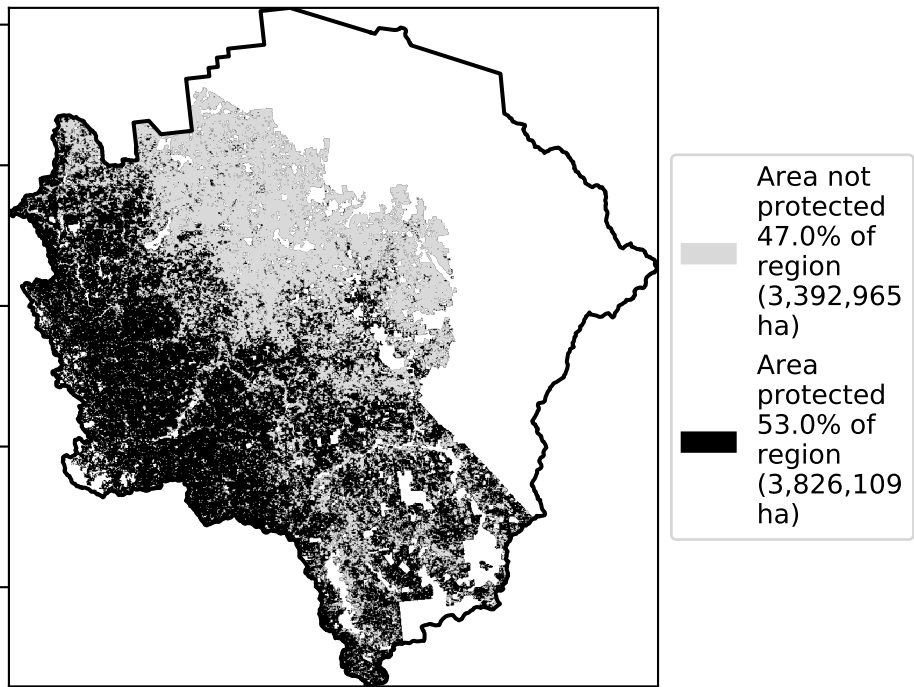 Area not
protected
47.0% of
region
(3,392,965
ha)
Area
protected
53.0% of
region
(3,826,109
ha)